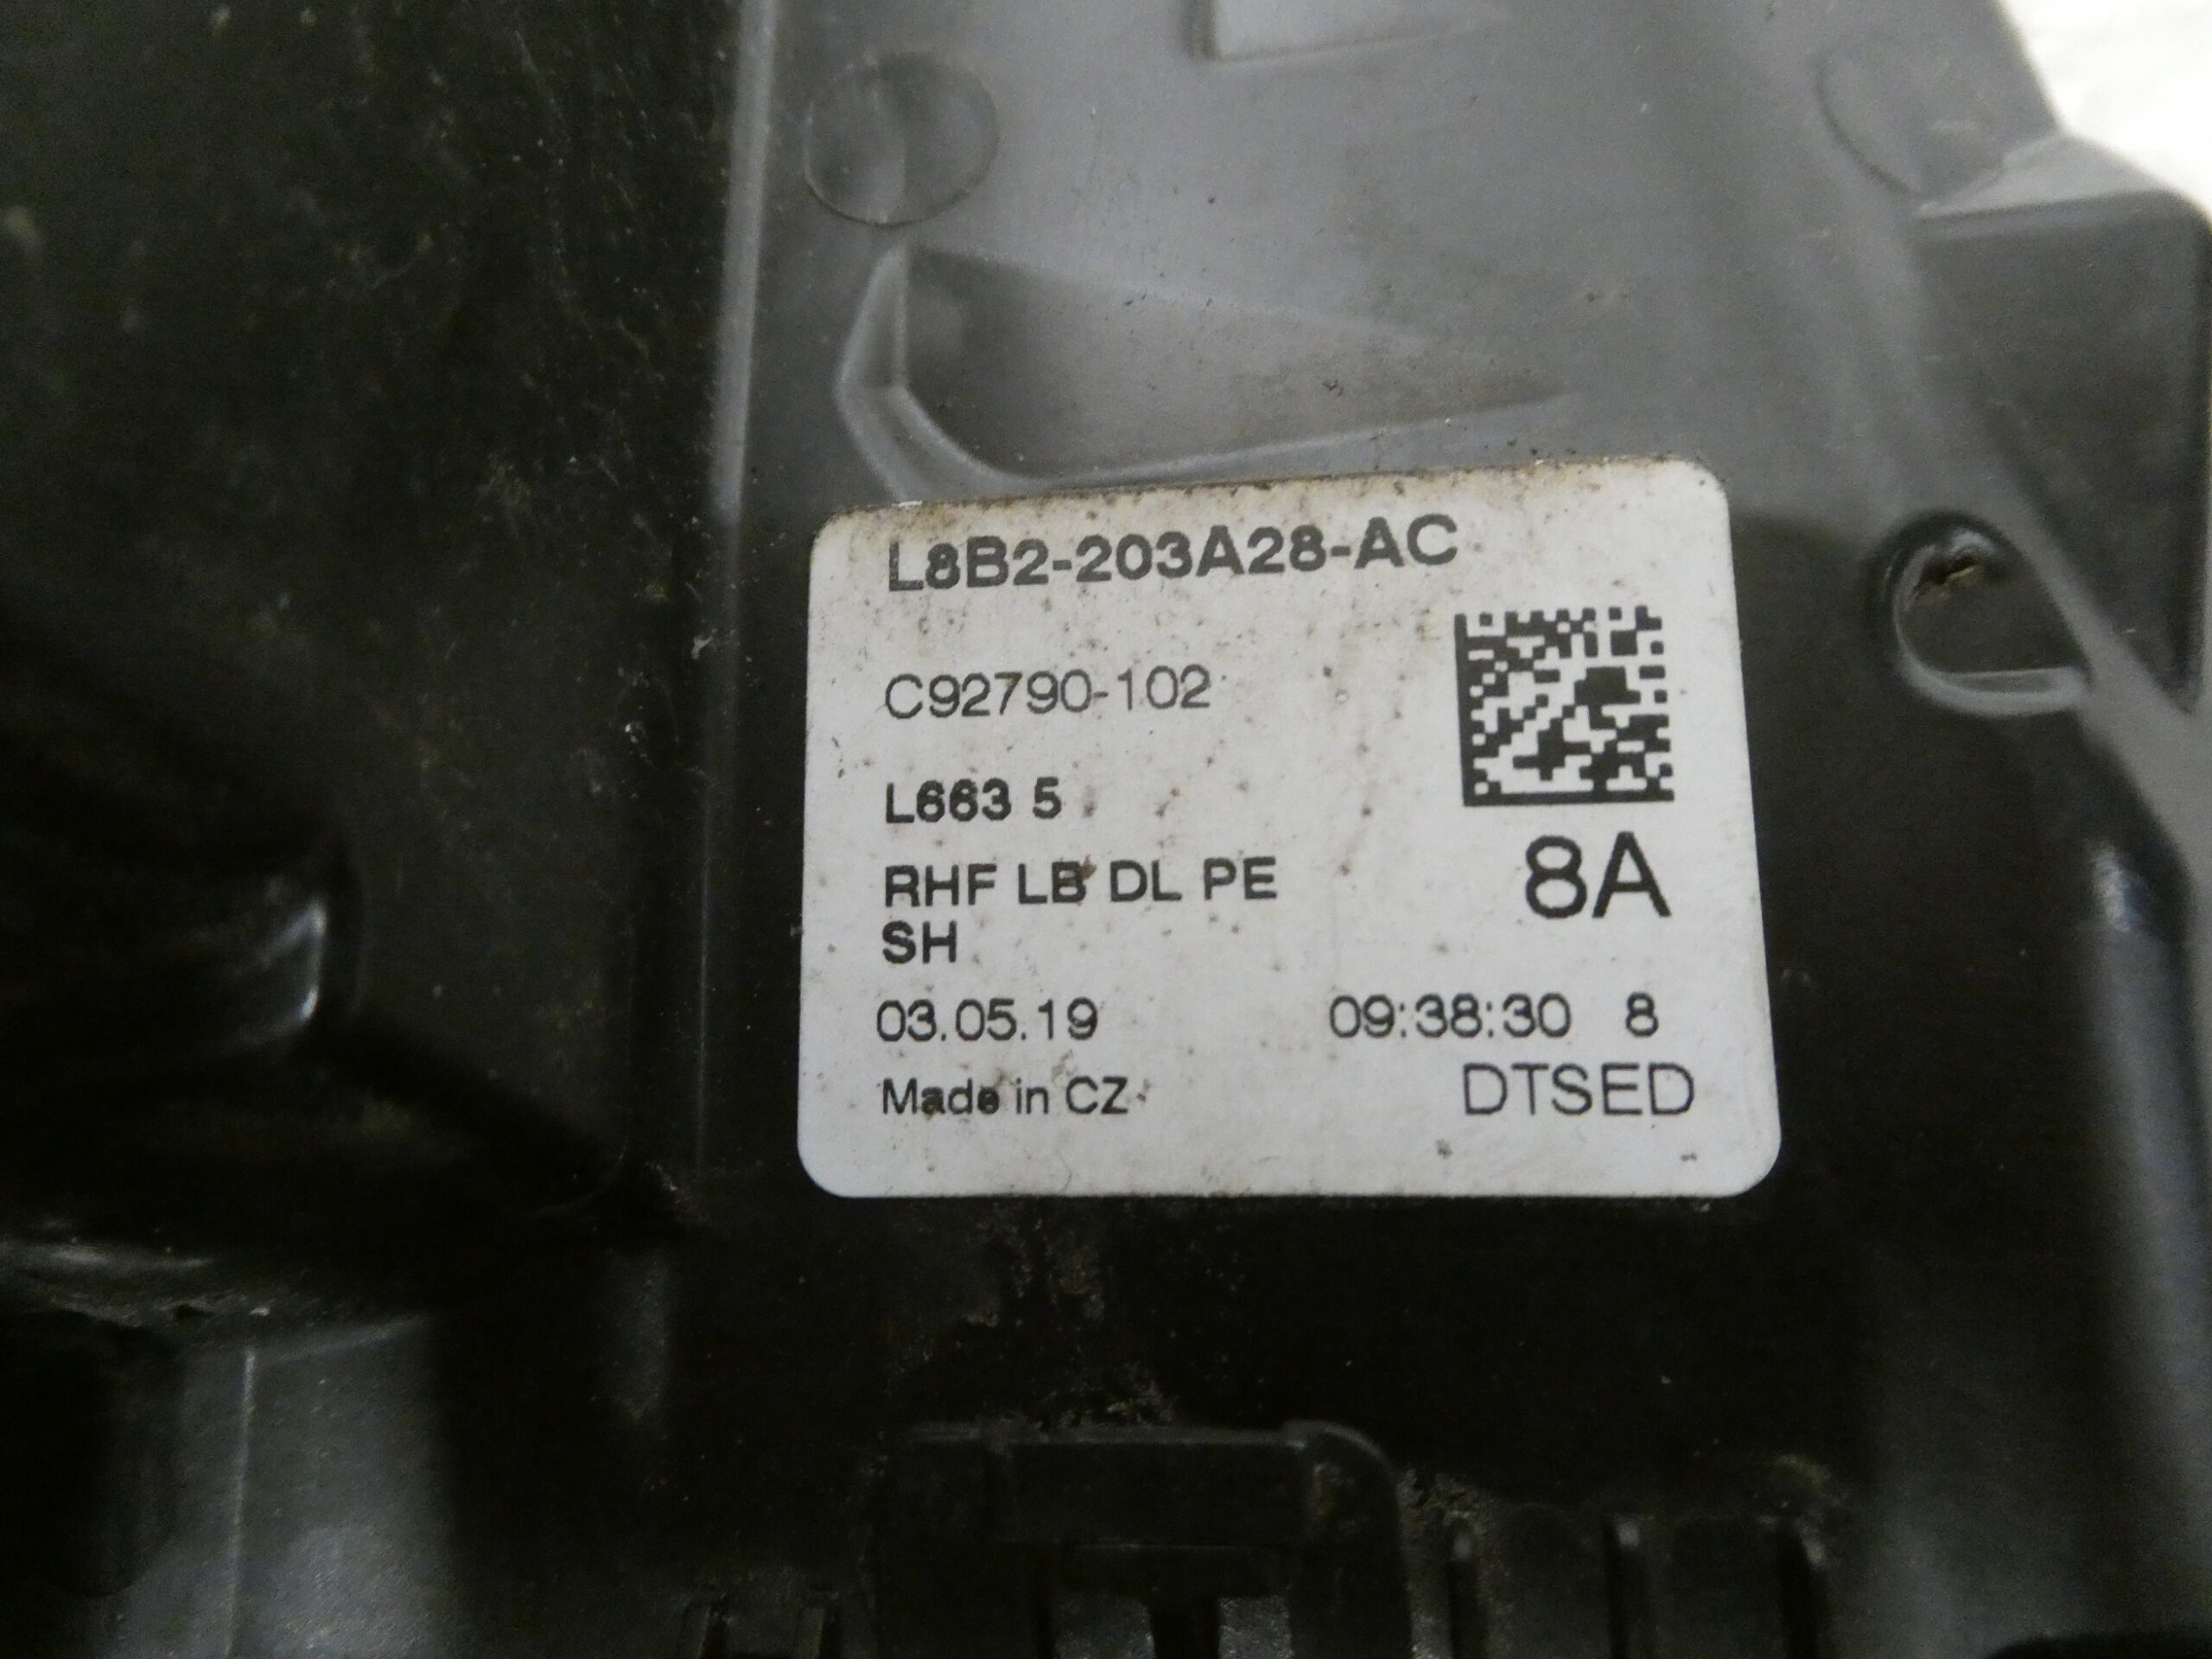 L8B2-203A28-AC
C92790-102
L663 5
RHF LB DL PE
SH
8A
03.05.19 09:38:30 8
Made in CZ DTSED